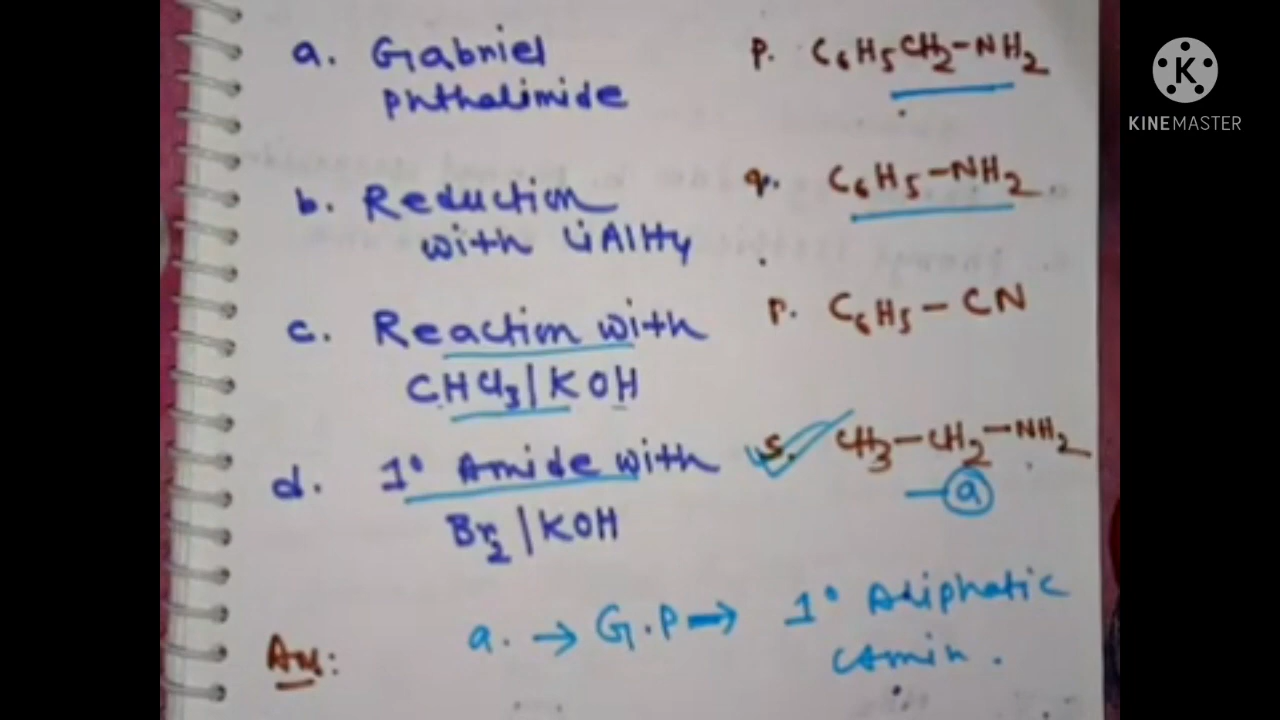 a. Gabriel
phthalimide
p. C6H5CH2-NH2
b. Reduction
with LiAlH4
q. C6H5-NH2
c. Reaction with
CHCl3|KOH
p. C6H5-CN
d. 1° Amide with
Br2|KOH
s. CH3-CH2-NH2
-a
Ans:
a. → G.P → 1° Aliphatic
Amin.
K
KINEMASTER